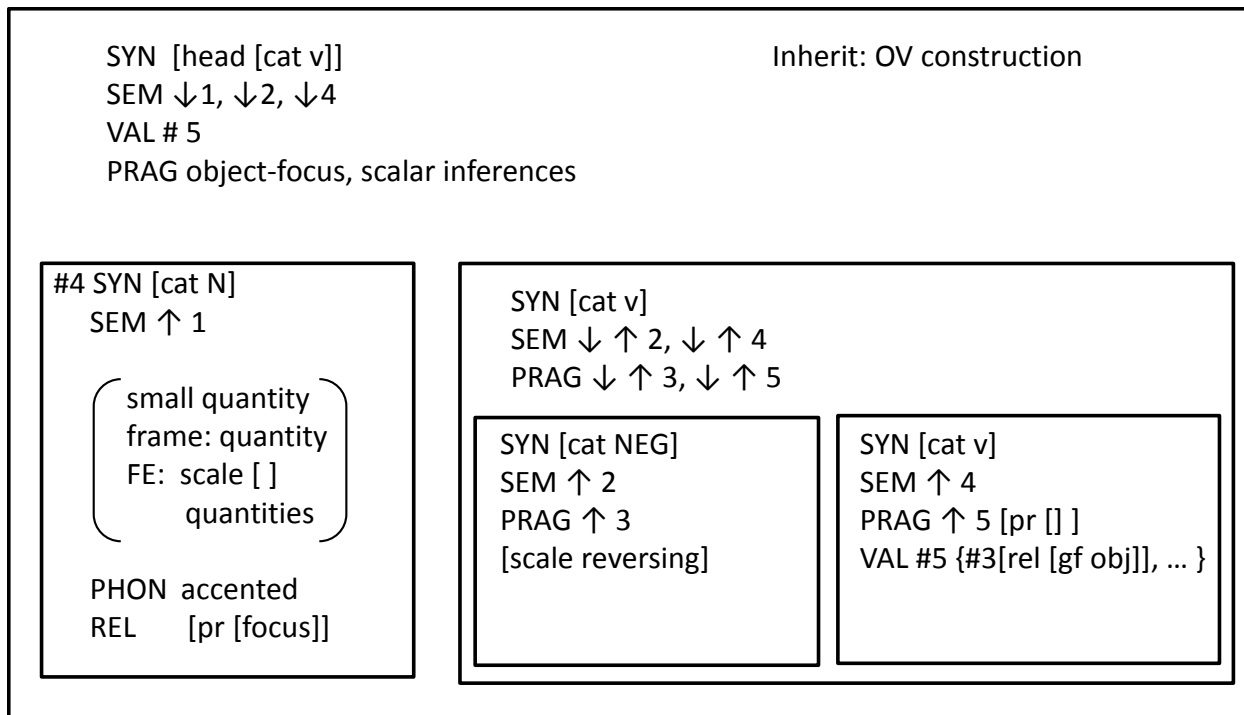 SYN [head [cat v]]
Inherit: OV construction
SEM ↓1, ↓2, ↓4
VAL # 5
PRAG object-focus, scalar inferences
#4 SYN [cat N]
SEM ↑ 1
small quantity
frame: quantity
FE: scale [ ]
quantities
PHON accented
REL [pr [focus]]
SYN [cat v]
SEM ↓ ↑ 2, ↓ ↑ 4
PRAG ↓ ↑ 3, ↓ ↑ 5
SYN [cat NEG]
SEM ↑ 2
PRAG ↑ 3
[scale reversing]
SYN [cat v]
SEM ↑ 4
PRAG ↑ 5 [pr [] ]
VAL #5 {#3[rel [gf obj]], … }